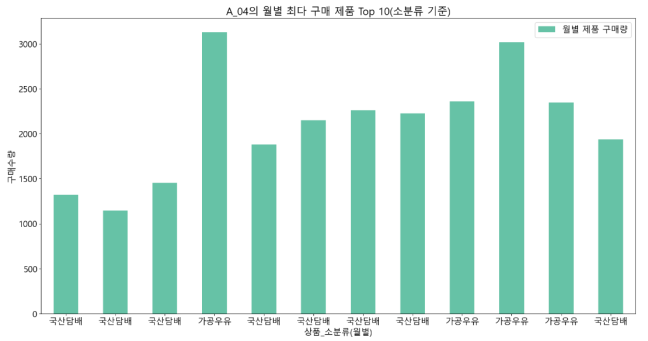 A_04의 월별 최다 구매 제품 Top 10(소분류 기준)
월별 제품 구매량
구매수량
3000
2500
2000
1500
1000
500
0
국산담배 국산담배 국산담배 가공우유 국산담배 국산담배 국산담배 국산담배 가공우유 가공우유 가공우유 국산담배
상품_소분류(월별)